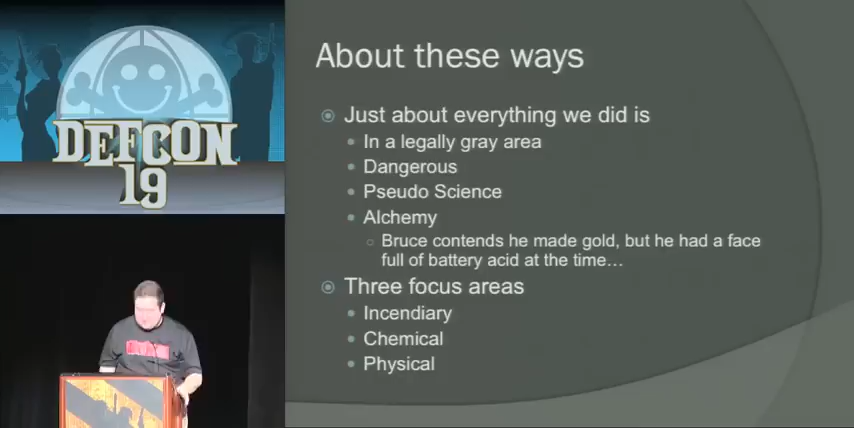 DEFCON
19
About these ways
Just about everything we did is
In a legally gray area
Dangerous
Pseudo Science
Alchemy
Bruce contends he made gold, but he had a face
full of battery acid at the time…
Three focus areas
Incendiary
Chemical
Physical